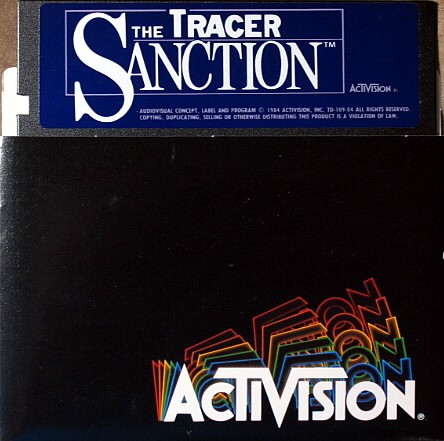 THE TRACER
SANCTION™
ACTIVISION
- AUDIOVISUAL CONCEPT, LABEL AND PROGRAM © 1984 ACTIVISION, INC. TD-109-04 ALL RIGHTS RESERVED.
COPYING, DUPLICATING, SELLING OR OTHERWISE DISTRIBUTING THIS PRODUCT IS A VIOLATION OF LAW.
ACTIVISION®